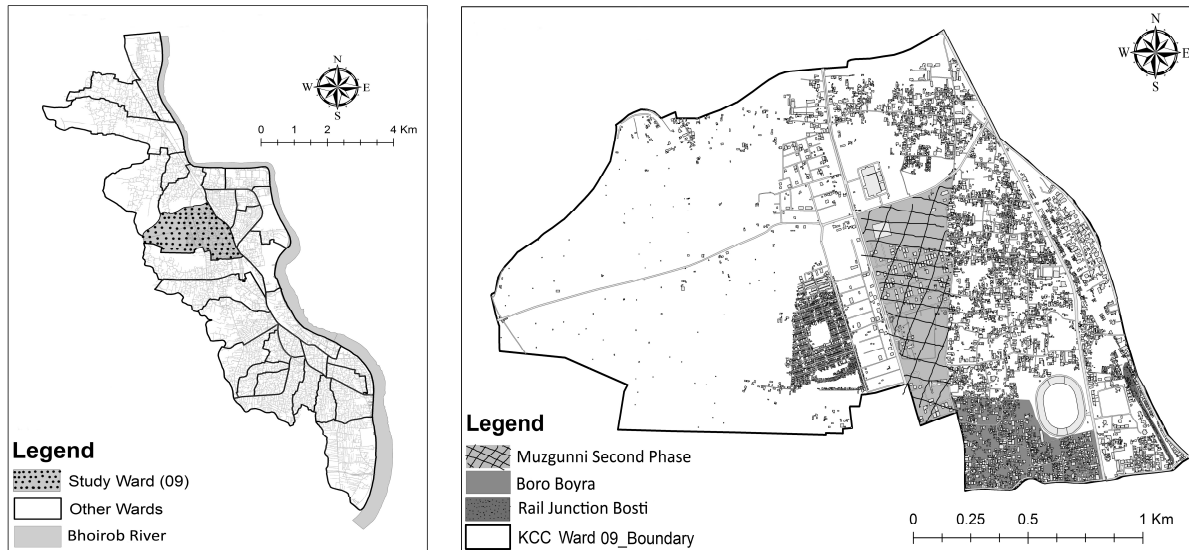 N
W E
S
0 1 2 4 Km
Legend
Study Ward (09)
Other Wards
Bhoirob River
N
W E
S
Legend
Muzgunni Second Phase
Boro Boyra
Rail Junction Bosti
KCC Ward 09_Boundary
0 0.25 0.5 1 Km